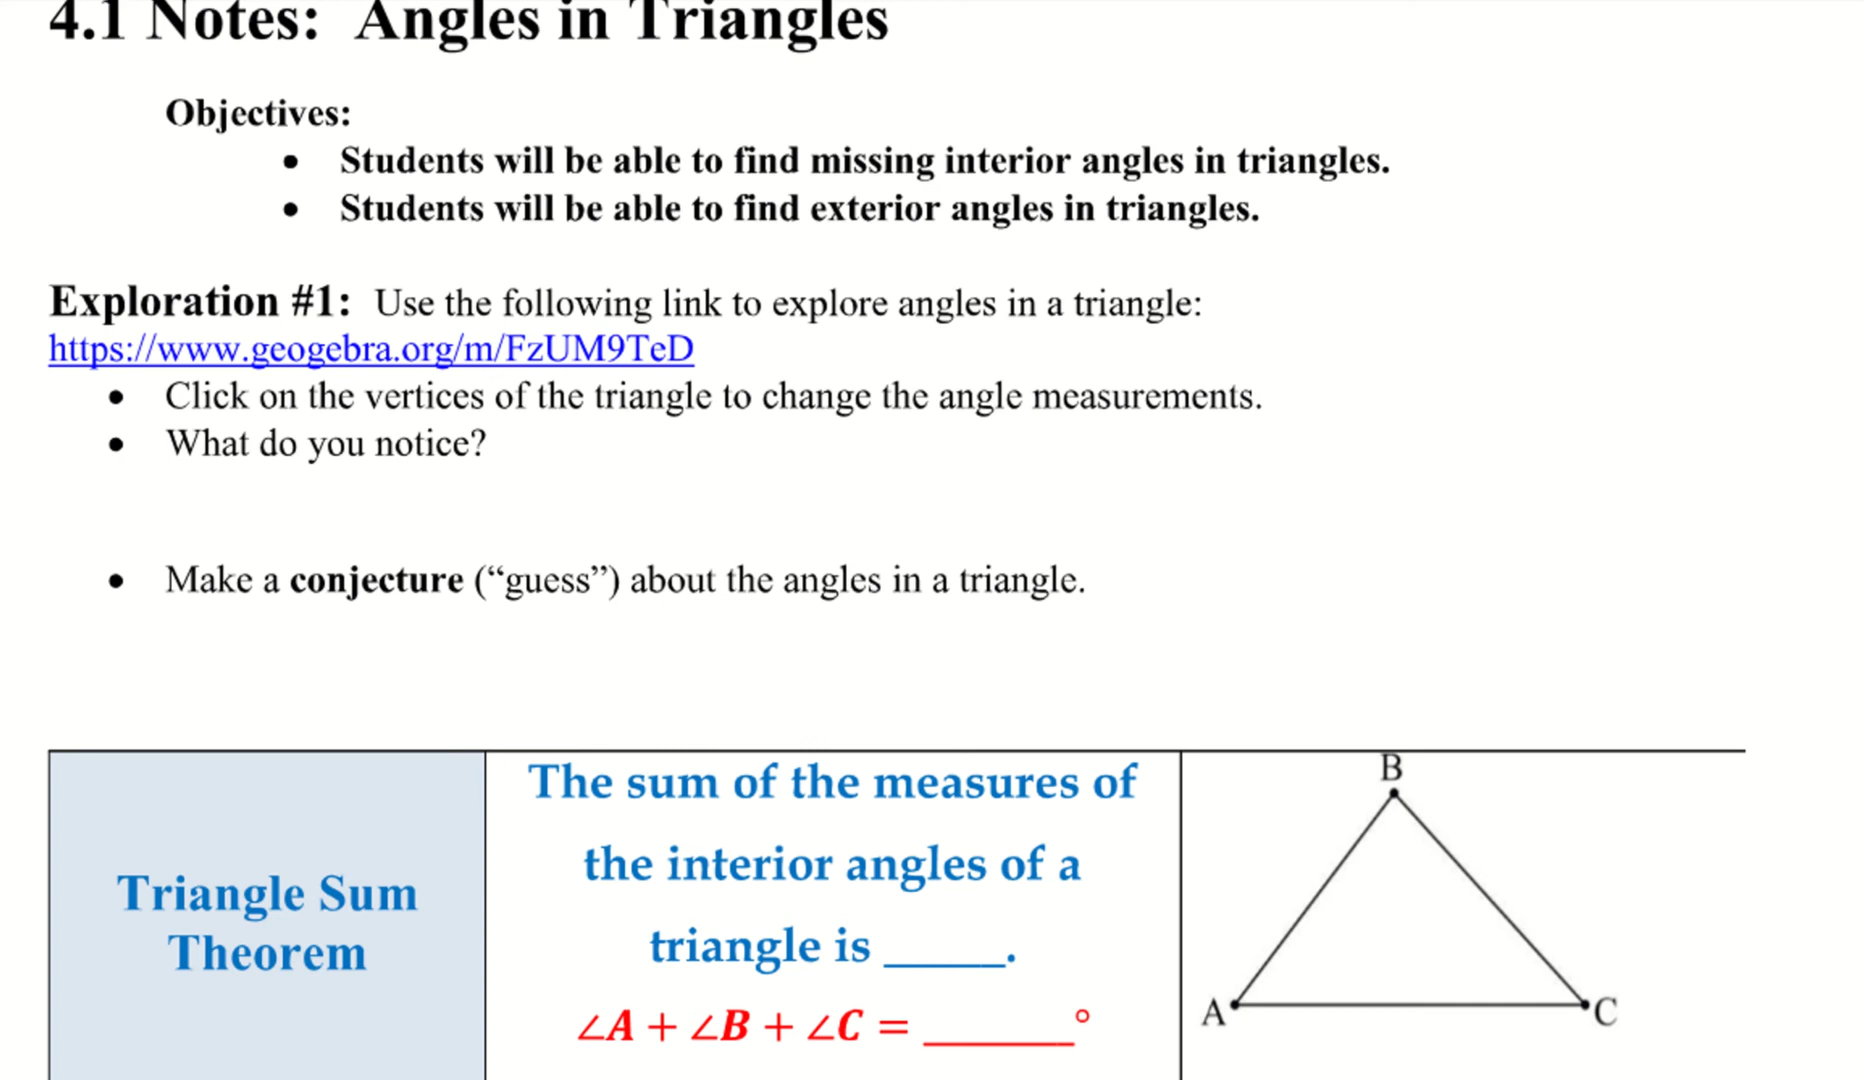 4.1 Notes: Angles in Triangles
Objectives:
• Students will be able to find missing interior angles in triangles.
• Students will be able to find exterior angles in triangles.
Exploration #1: Use the following link to explore angles in a triangle:
https://www.geogebra.org/m/FzUM9TeD
• Click on the vertices of the triangle to change the angle measurements.
• What do you notice?
• Make a conjecture (“guess”) about the angles in a triangle.
Triangle Sum
Theorem
The sum of the measures of
the interior angles of a
triangle is _____.
∠A + ∠B + ∠C = ______°
B
A
C